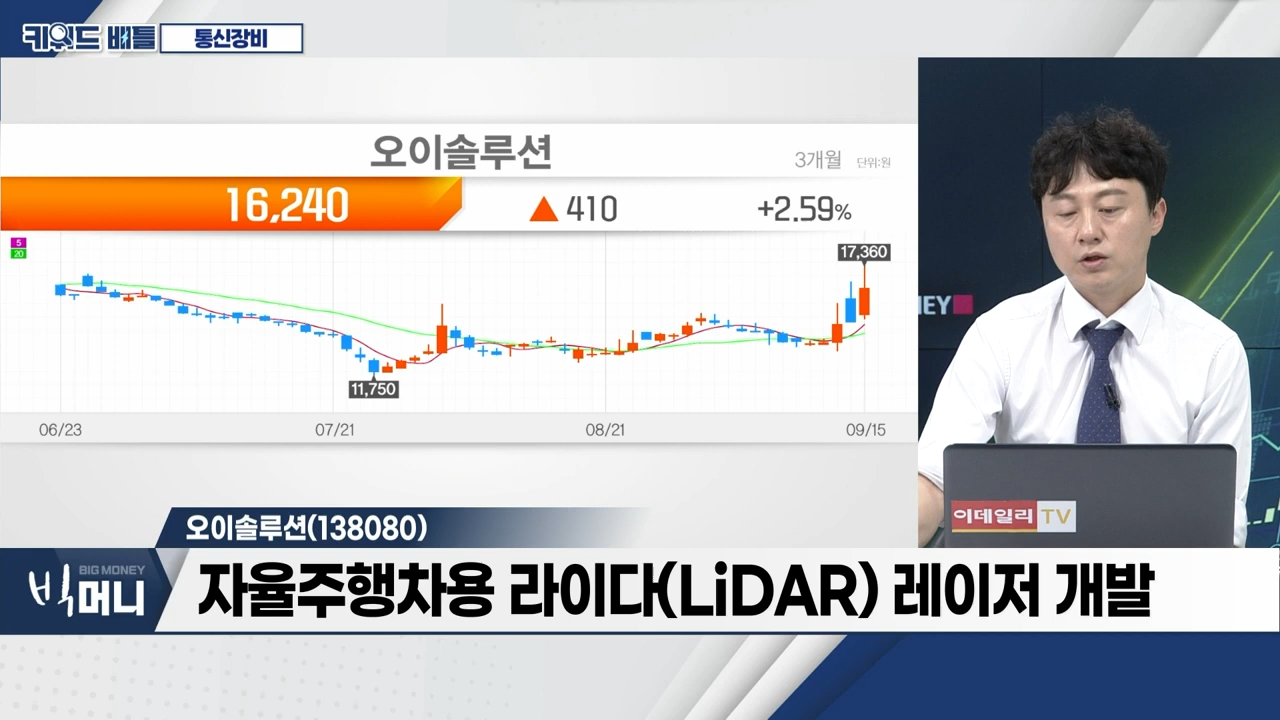 키워드 배틀 통신장비
오이솔루션
3개월 단위:원
16,240 ▲ 410 +2.59%
5
20
17,360
11,750
06/23 07/21 08/21 09/15
NEY
이데일리 TV
오이솔루션(138080)
빅머니 BIG MONEY
자율주행차용 라이다(LiDAR) 레이저 개발